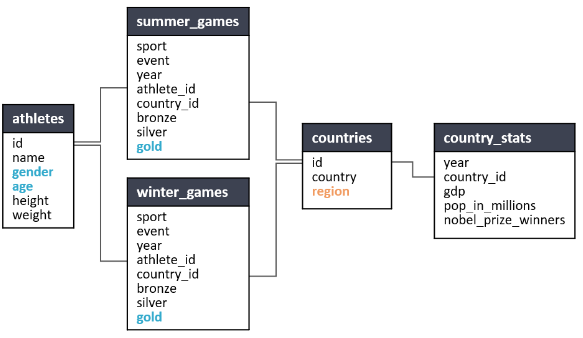 summer_games
sport
event
year
athlete_id
country_id
bronze
silver
gold
athletes
id
name
gender
age
height
weight
winter_games
sport
event
year
athlete_id
country_id
bronze
silver
gold
countries
id
country
region
country_stats
year
country_id
gdp
pop_in_millions
nobel_prize_winners